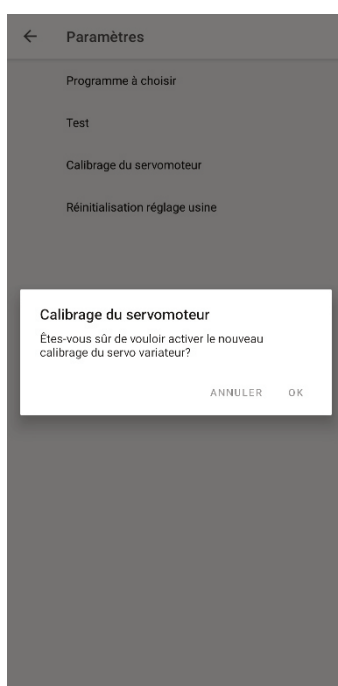 Paramètres
Programme à choisir
Test
Calibrage du servomoteur
Réinitialisation réglage usine
Calibrage du servomoteur
Êtes-vous sûr de vouloir activer le nouveau
calibrage du servo variateur?
ANNULER OK